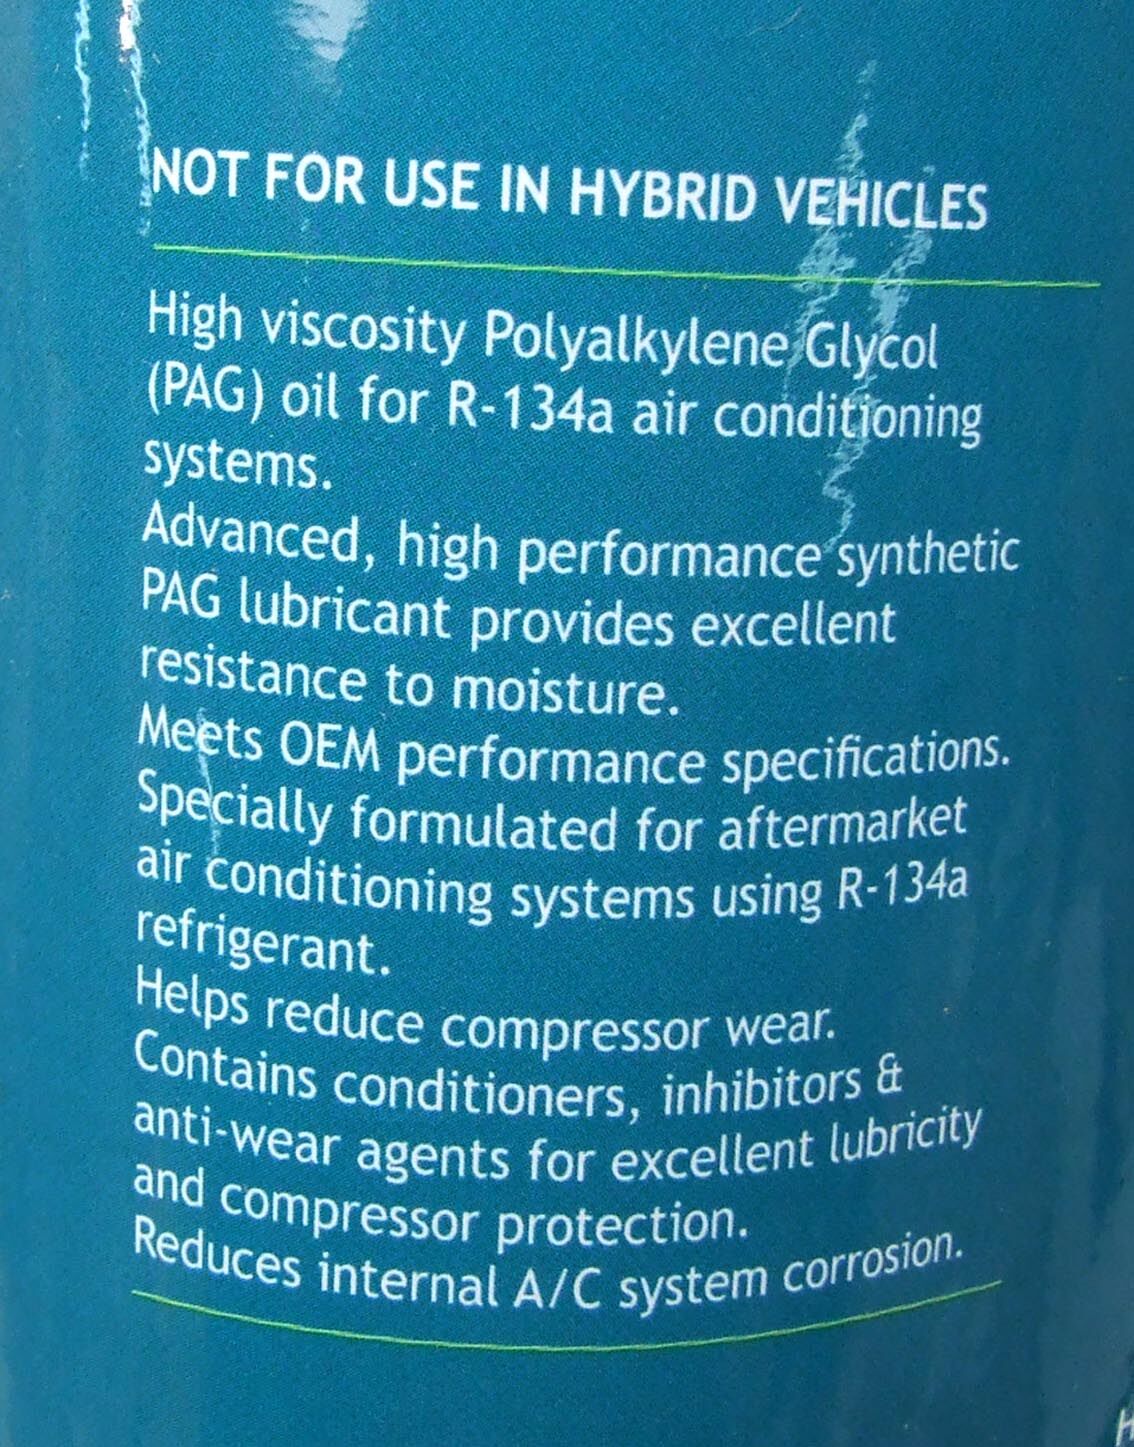 NOT FOR USE IN HYBRID VEHICLES
High viscosity Polyalkylene Glycol
(PAG) oil for R-134a air conditioning
systems.
Advanced, high performance synthetic
PAG lubricant provides excellent
resistance to moisture.
Meets OEM performance specifications.
Specially formulated for aftermarket
air conditioning systems using R-134a
refrigerant.
Helps reduce compressor wear.
Contains conditioners, inhibitors &
anti-wear agents for excellent lubricity
and compressor protection.
Reduces internal A/C system corrosion.